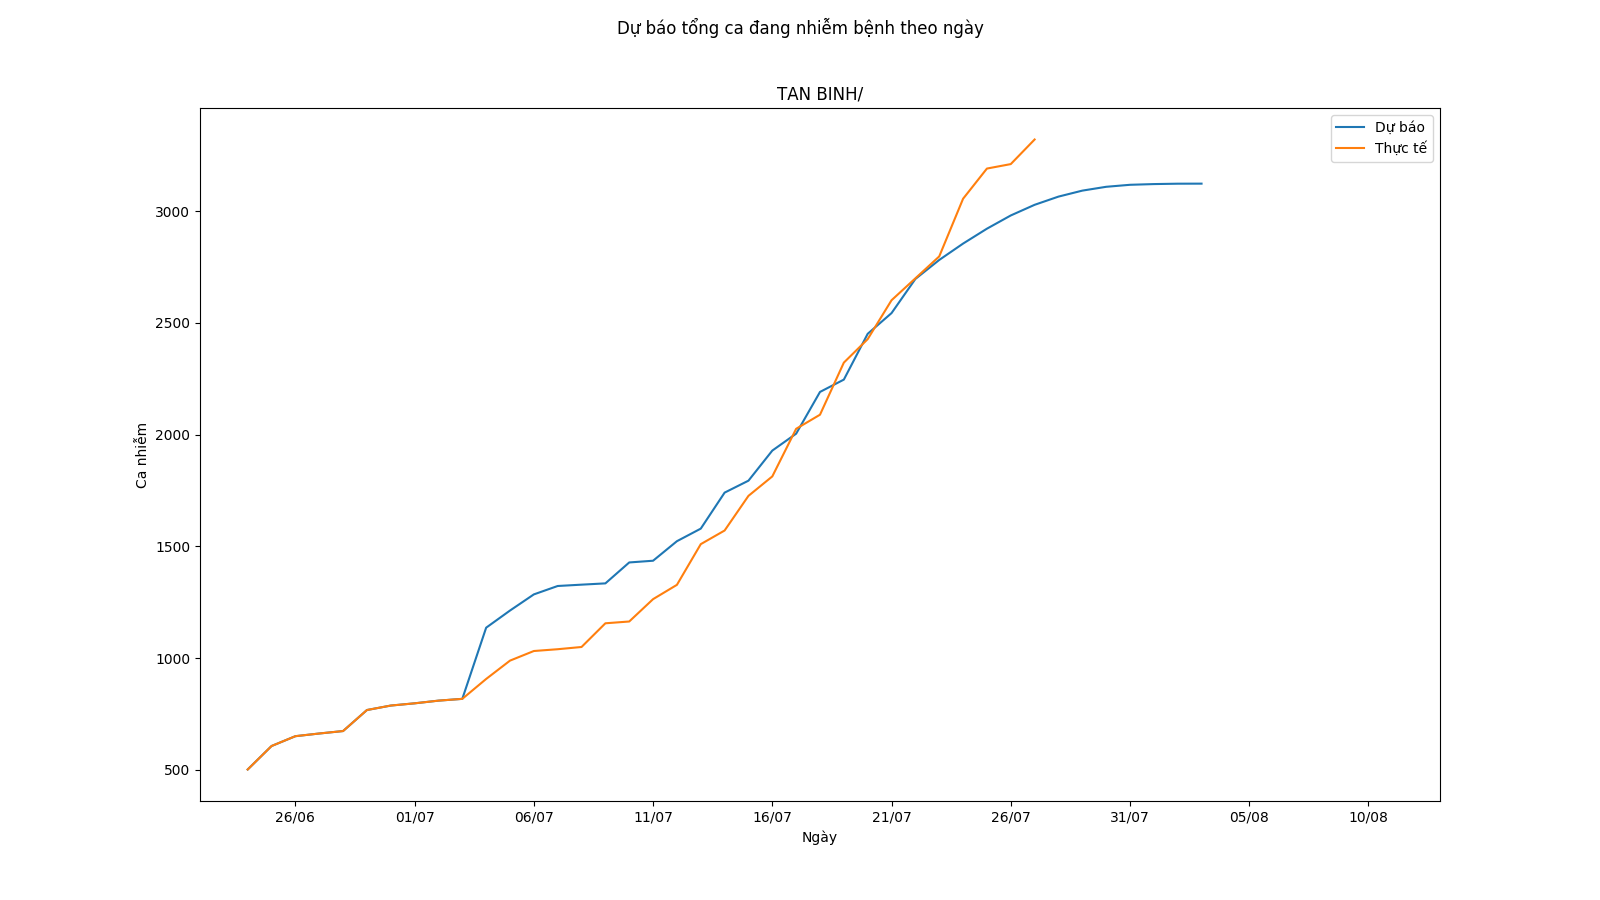 Dự báo tổng ca đang nhiễm bệnh theo ngày
TAN BINH/
Dự báo
Thực tế
3000
2500
2000
1500
1000
500
Ca nhiễm
26/06 01/07 06/07 11/07 16/07 21/07 26/07 31/07 05/08 10/08
Ngày